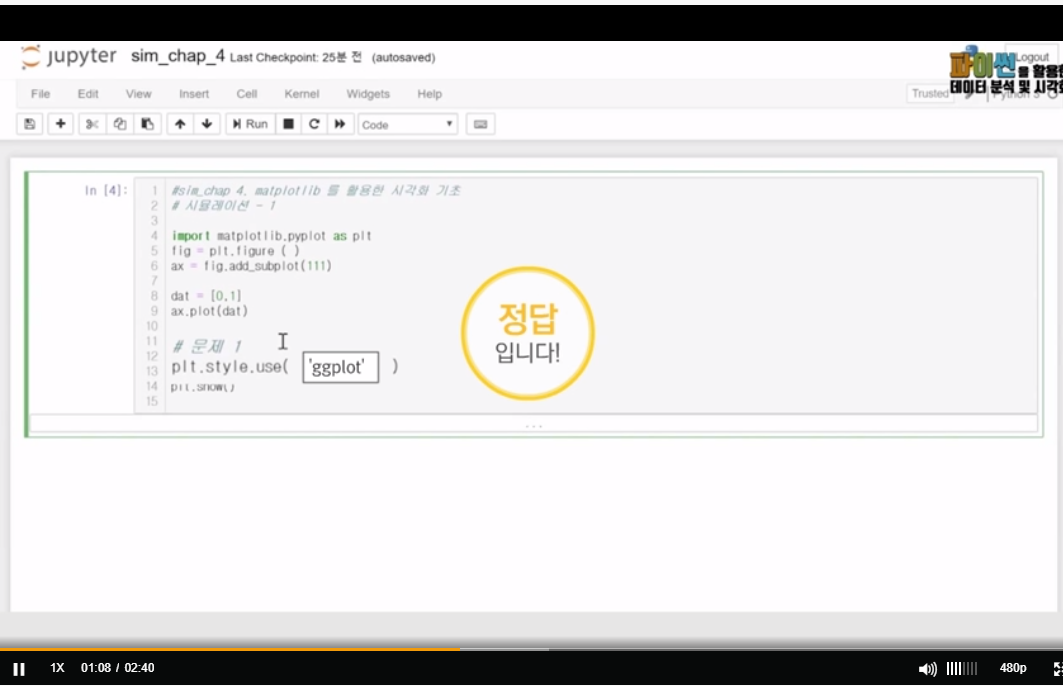 jupyter sim_chap_4 Last Checkpoint: 25분 전 (autosaved)
Logout
파이썬을 활용한
데이터 분석 및 시각화
File Edit View Insert Cell Kernel Widgets Help
Trusted Python 3
Run Code
In [4]:
1 #sim_chap 4. matplotlib 를 활용한 시각화 기초
2 # 시뮬레이션 - 1
3
4 import matplotlib.pyplot as plt
5 fig = plt.figure ( )
6 ax = fig.add_subplot(111)
7
8 dat = [0,1]
9 ax.plot(dat)
10
11 # 문제 1
12
13 plt.style.use( 'ggplot' )
14 plt.show()
15
정답
입니다!
...
1X 01:08 / 02:40 480p